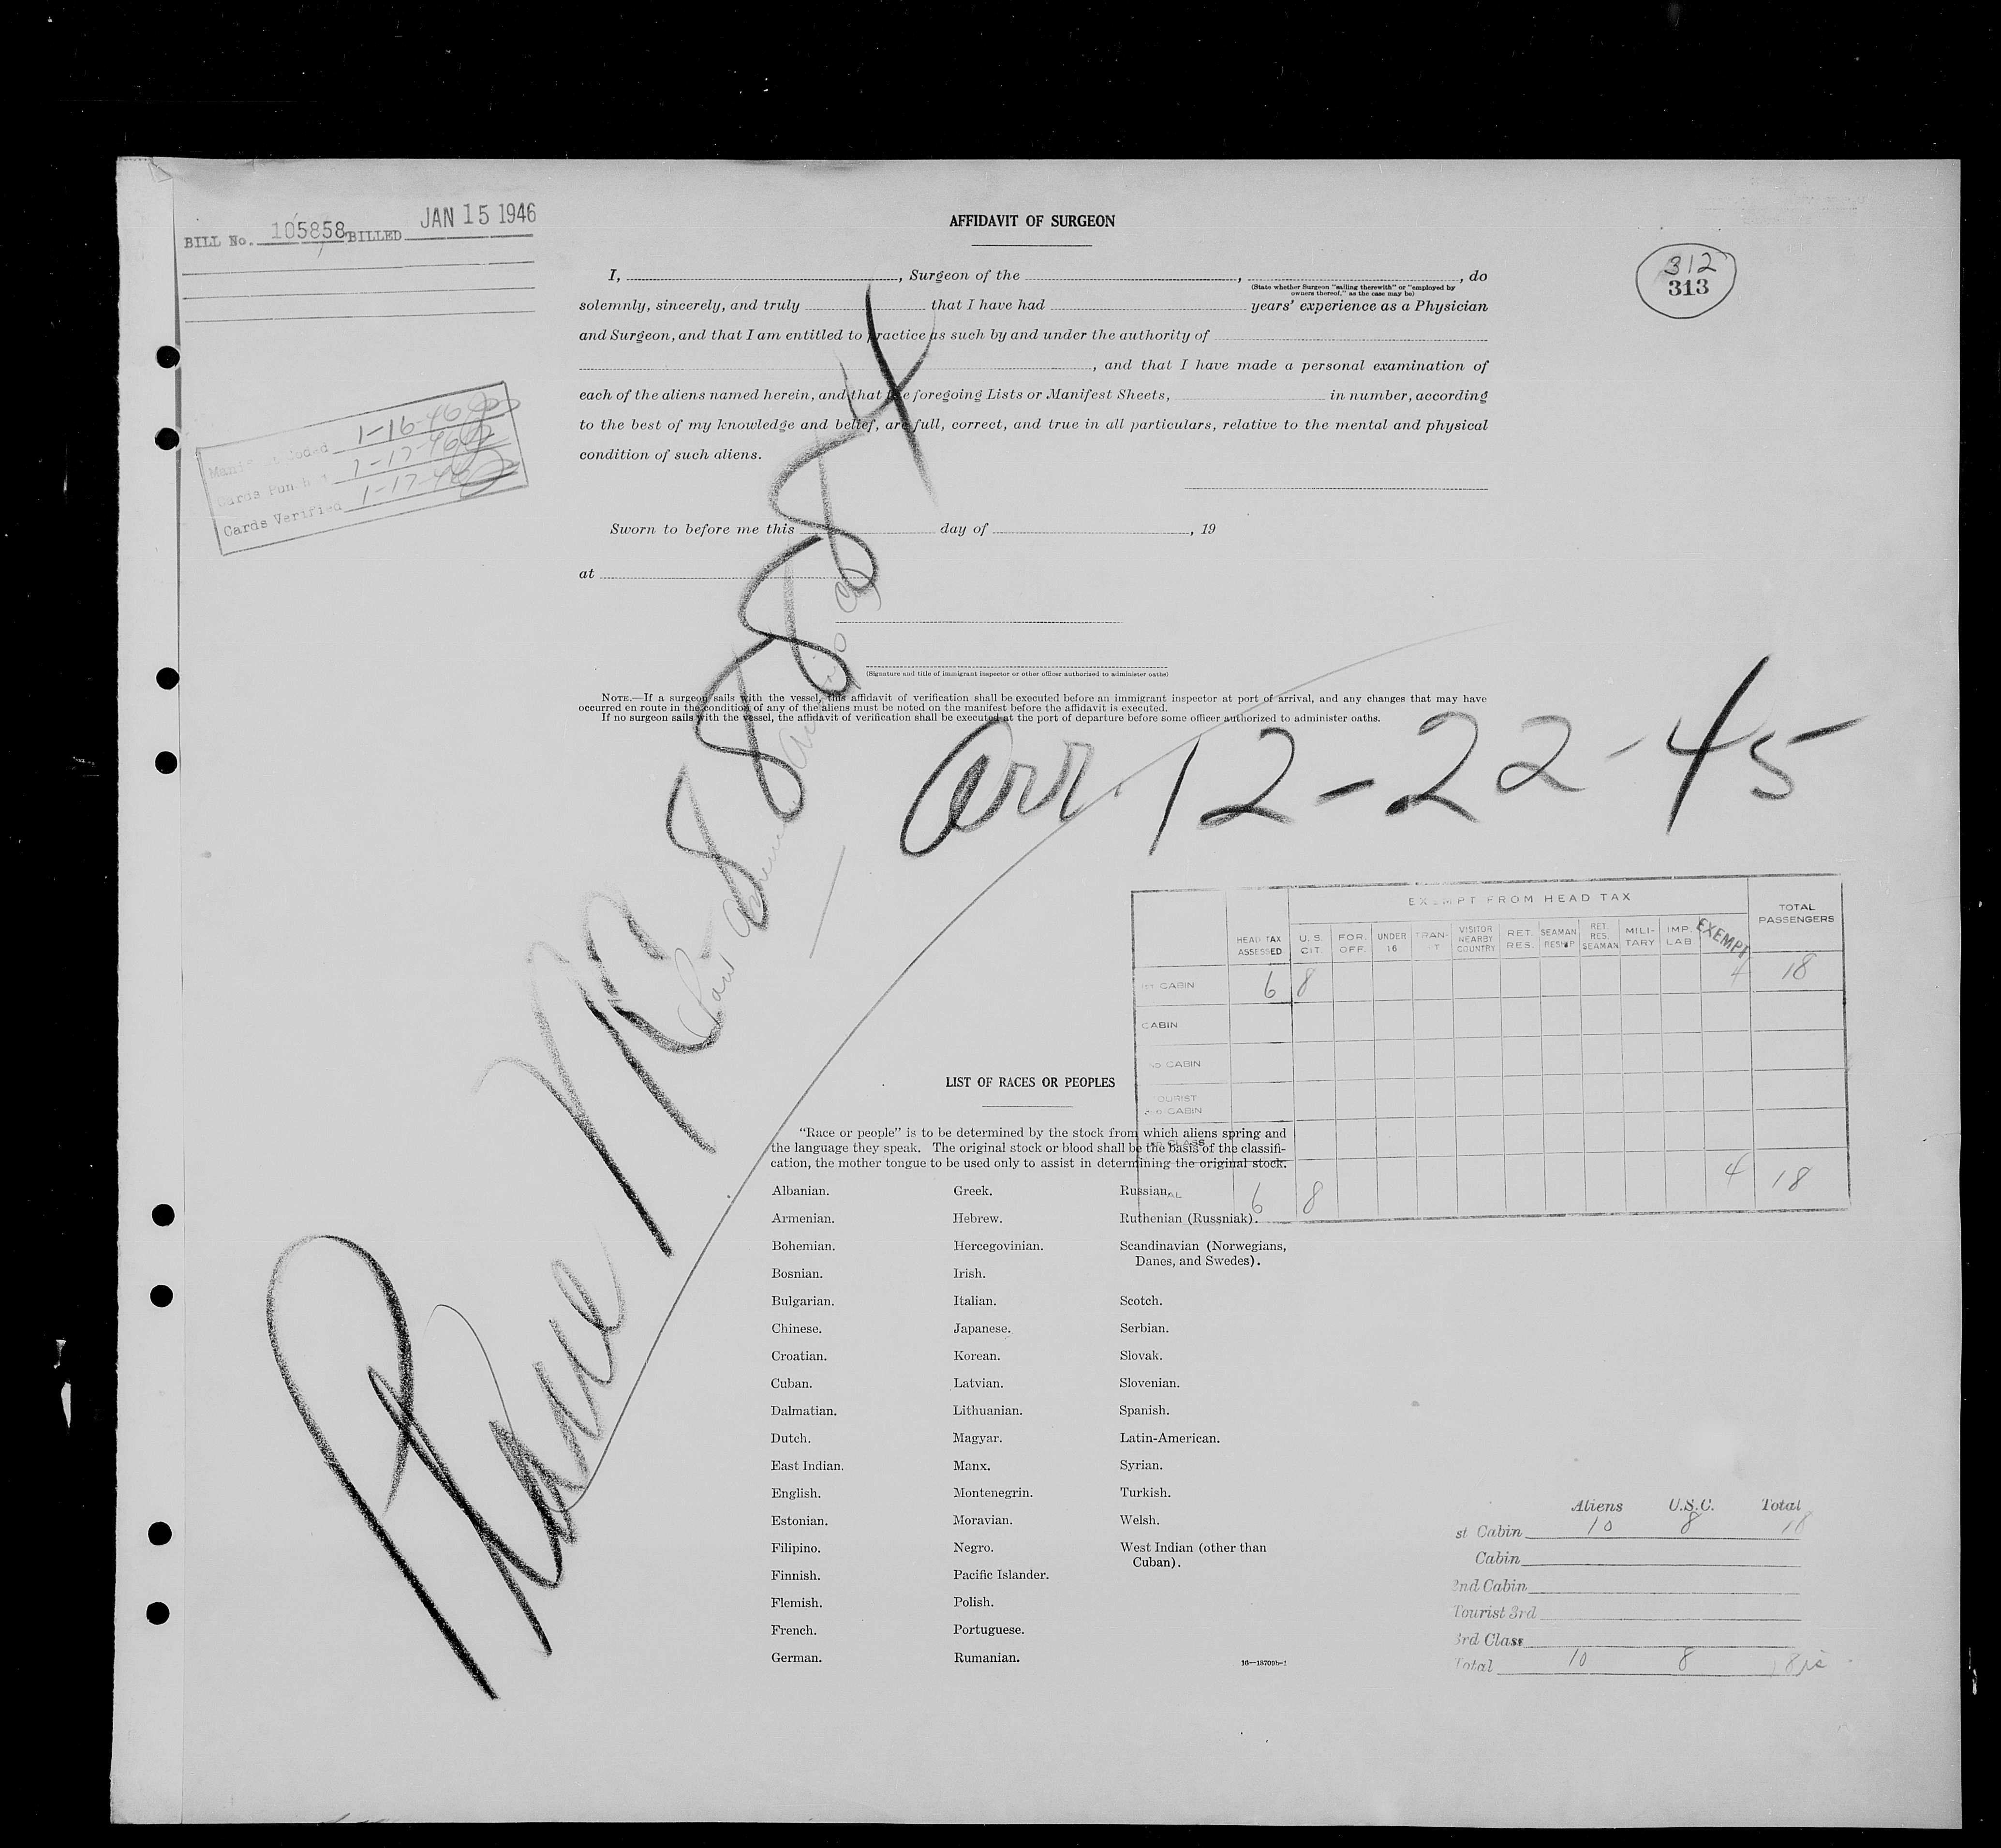 BILL No. 105858 BILLED JAN 15 1946
AFFIDAVIT OF SURGEON
312
313
I, , Surgeon of the , , do
(State whether Surgeon "sailing therewith" or "employed by
owners thereof," as the case may be)
solemnly, sincerely, and truly that I have had years' experience as a Physician
and Surgeon, and that I am entitled to practice as such by and under the authority of
, and that I have made a personal examination of
each of the aliens named herein, and that the foregoing Lists or Manifest Sheets, in number, according
to the best of my knowledge and belief, are full, correct, and true in all particulars, relative to the mental and physical
condition of such aliens.
Manifest Coded 1-16-46
Cards Punched 1-17-46
Cards Verified 1-17-46
Sworn to before me this day of , 19
at
(Signature and title of immigrant inspector or other officer authorized to administer oaths)
NOTE.—If a surgeon sails with the vessel, this affidavit of verification shall be executed before an immigrant inspector at port of arrival, and any changes that may have
occurred en route in the condition of any of the aliens must be noted on the manifest before the affidavit is executed.
If no surgeon sails with the vessel, the affidavit of verification shall be executed at the port of departure before some officer authorized to administer oaths.
Plane NC 88884
Pan American
arr. 12-22-45
EXEMPT FROM HEAD TAX
HEAD TAX ASSESSED U. S. CIT. FOR. OFF. UNDER 16 TRAN- T VISITOR NEARBY COUNTRY RET. RES. SEAMAN RESHIP RET. RES. SEAMAN MILI- TARY IMP. LAB EXEMPT TOTAL PASSENGERS
1ST CABIN 6 8 4 18
CABIN
ND CABIN
TOURIST
CABIN
CLASS
AL 6 8 4 18
LIST OF RACES OR PEOPLES
"Race or people" is to be determined by the stock from which aliens spring and
the language they speak. The original stock or blood shall be the basis of the classifi-
cation, the mother tongue to be used only to assist in determining the original stock.
Albanian.
Armenian.
Bohemian.
Bosnian.
Bulgarian.
Chinese.
Croatian.
Cuban.
Dalmatian.
Dutch.
East Indian.
English.
Estonian.
Filipino.
Finnish.
Flemish.
French.
German.
Greek.
Hebrew.
Hercegovinian.
Irish.
Italian.
Japanese.
Korean.
Latvian.
Lithuanian.
Magyar.
Manx.
Montenegrin.
Moravian.
Negro.
Pacific Islander.
Polish.
Portuguese.
Rumanian.
Russian.
Ruthenian (Russniak).
Scandinavian (Norwegians,
Danes, and Swedes).
Scotch.
Serbian.
Slovak.
Slovenian.
Spanish.
Latin-American.
Syrian.
Turkish.
Welsh.
West Indian (other than
Cuban).
16—18709b-1
Aliens U.S.C. Total
st Cabin 10 8 18
Cabin
2nd Cabin
Tourist 3rd
3rd Class
Total 10 8 18